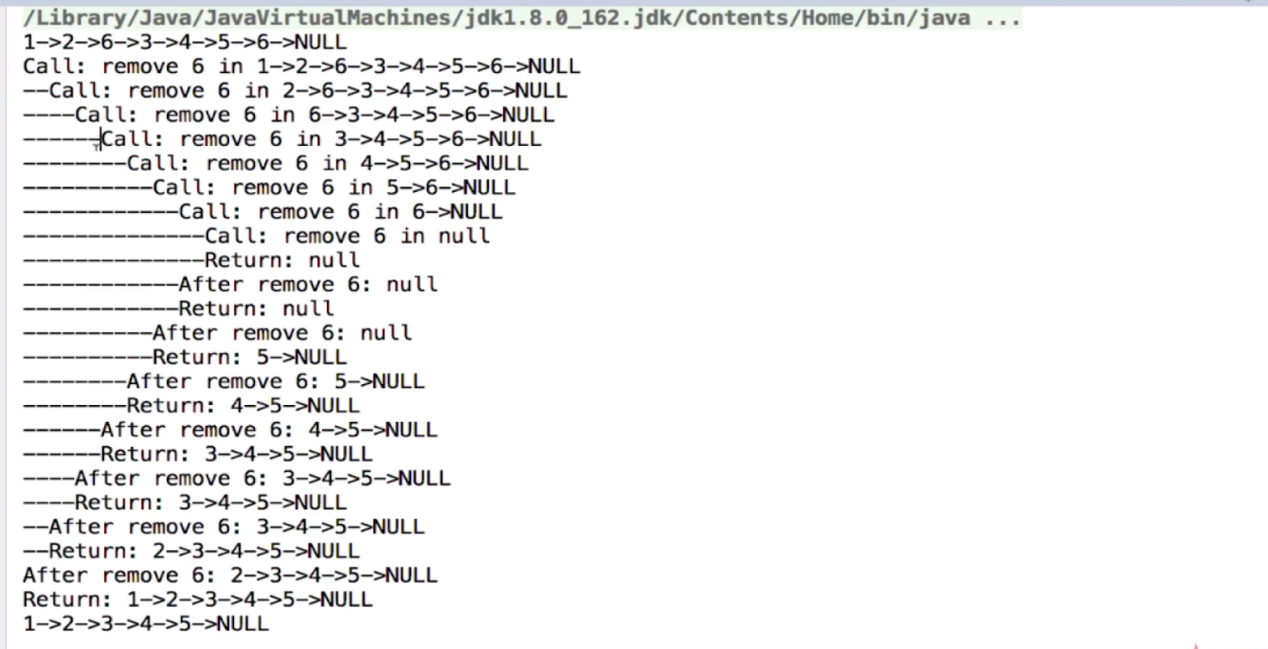 /Library/Java/JavaVirtualMachines/jdk1.8.0_162.jdk/Contents/Home/bin/java ...
1->2->6->3->4->5->6->NULL
Call: remove 6 in 1->2->6->3->4->5->6->NULL
--Call: remove 6 in 2->6->3->4->5->6->NULL
----Call: remove 6 in 6->3->4->5->6->NULL
------Call: remove 6 in 3->4->5->6->NULL
--------Call: remove 6 in 4->5->6->NULL
----------Call: remove 6 in 5->6->NULL
------------Call: remove 6 in 6->NULL
--------------Call: remove 6 in null
--------------Return: null
------------After remove 6: null
------------Return: null
----------After remove 6: null
----------Return: 5->NULL
--------After remove 6: 5->NULL
--------Return: 4->5->NULL
------After remove 6: 4->5->NULL
------Return: 3->4->5->NULL
----After remove 6: 3->4->5->NULL
----Return: 3->4->5->NULL
--After remove 6: 3->4->5->NULL
--Return: 2->3->4->5->NULL
After remove 6: 2->3->4->5->NULL
Return: 1->2->3->4->5->NULL
1->2->3->4->5->NULL